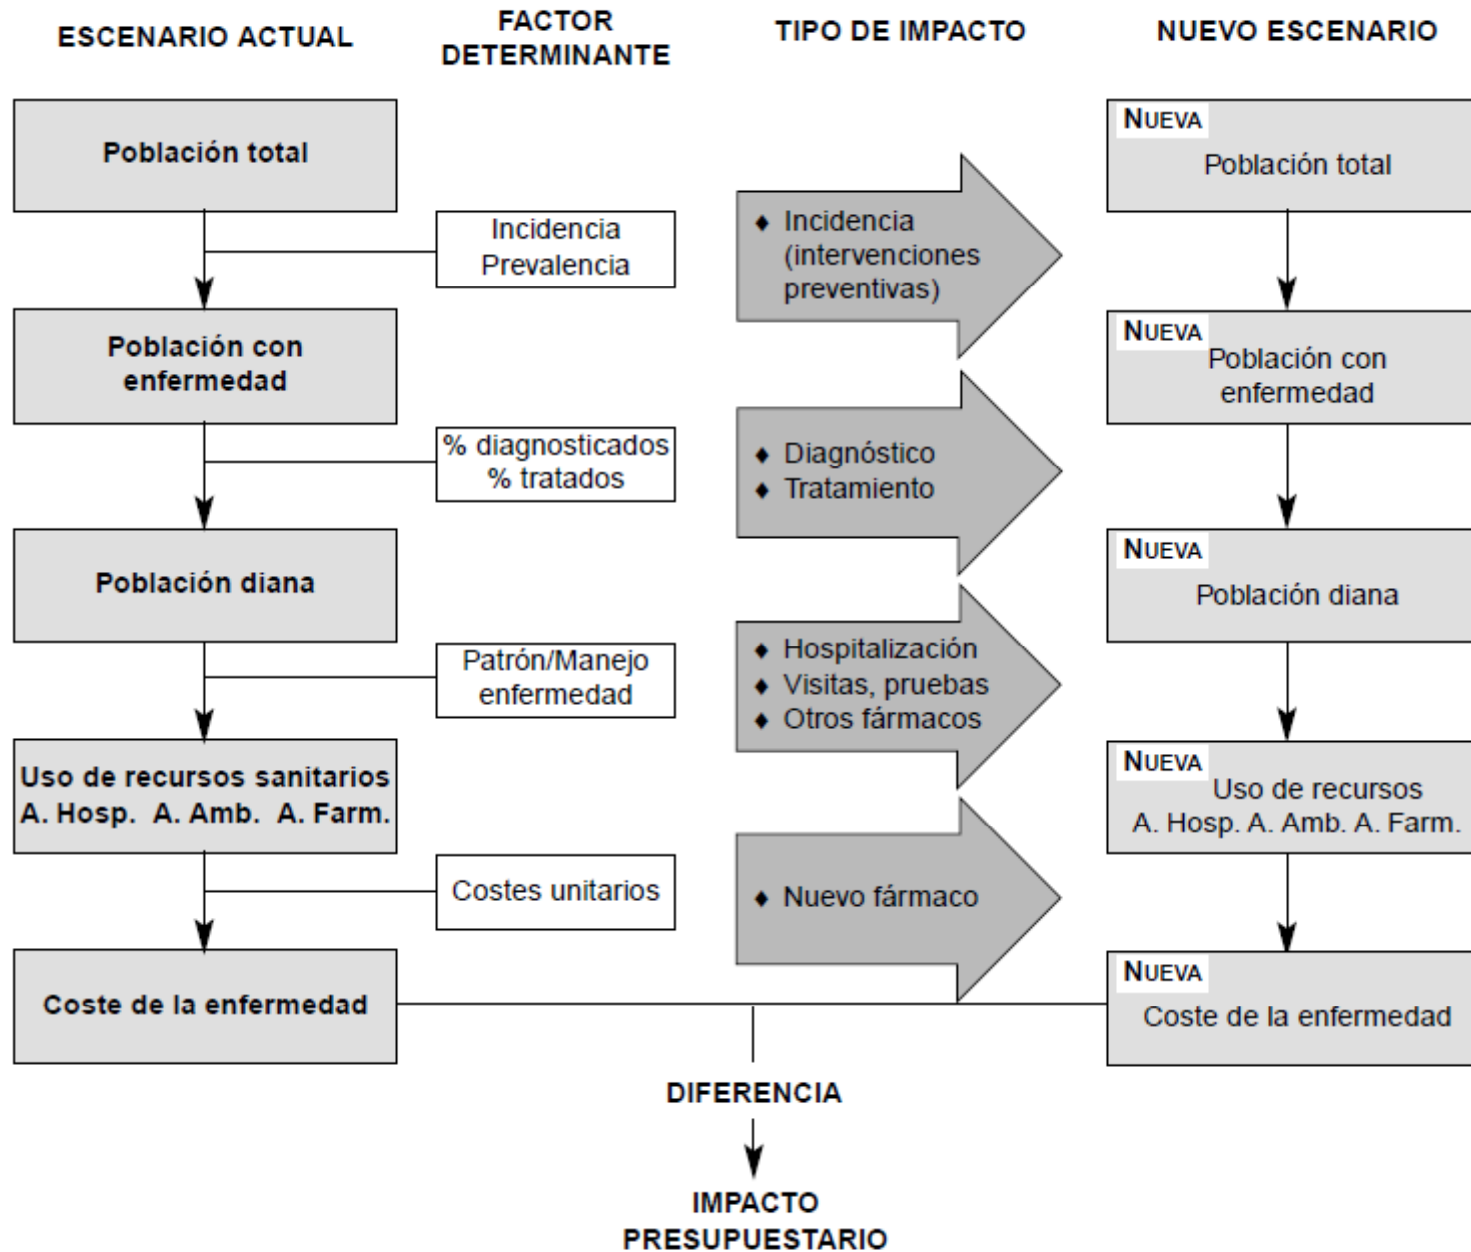 ESCENARIO ACTUAL
FACTOR
DETERMINANTE
TIPO DE IMPACTO
NUEVO ESCENARIO
Población total
Incidencia
Prevalencia
♦ Incidencia
(intervenciones
preventivas)
NUEVA
Población total
Población con
enfermedad
% diagnosticados
% tratados
♦ Diagnóstico
♦ Tratamiento
NUEVA
Población con
enfermedad
Población diana
Patrón/Manejo
enfermedad
♦ Hospitalización
♦ Visitas, pruebas
♦ Otros fármacos
NUEVA
Población diana
Uso de recursos sanitarios
A. Hosp. A. Amb. A. Farm.
Costes unitarios
♦ Nuevo fármaco
NUEVA
Uso de recursos
A. Hosp. A. Amb. A. Farm.
Coste de la enfermedad
NUEVA
Coste de la enfermedad
DIFERENCIA
IMPACTO
PRESUPUESTARIO